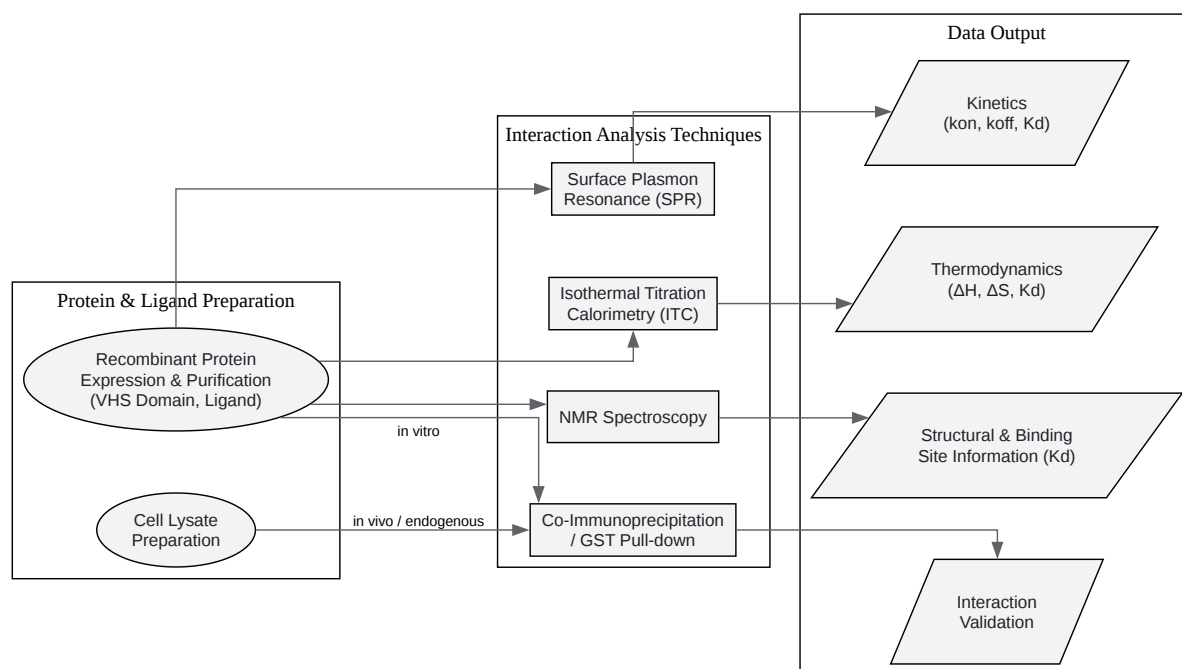 Protein & Ligand Preparation
Recombinant Protein
Expression & Purification
(VHS Domain, Ligand)
in vitro
Cell Lysate
Preparation
in vivo / endogenous
Interaction Analysis Techniques
Surface Plasmon
Resonance (SPR)
Isothermal Titration
Calorimetry (ITC)
NMR Spectroscopy
Co-Immunoprecipitation
/ GST Pull-down
Data Output
Kinetics
(kon, koff, Kd)
Thermodynamics
(ΔH, ΔS, Kd)
Structural & Binding
Site Information (Kd)
Interaction
Validation